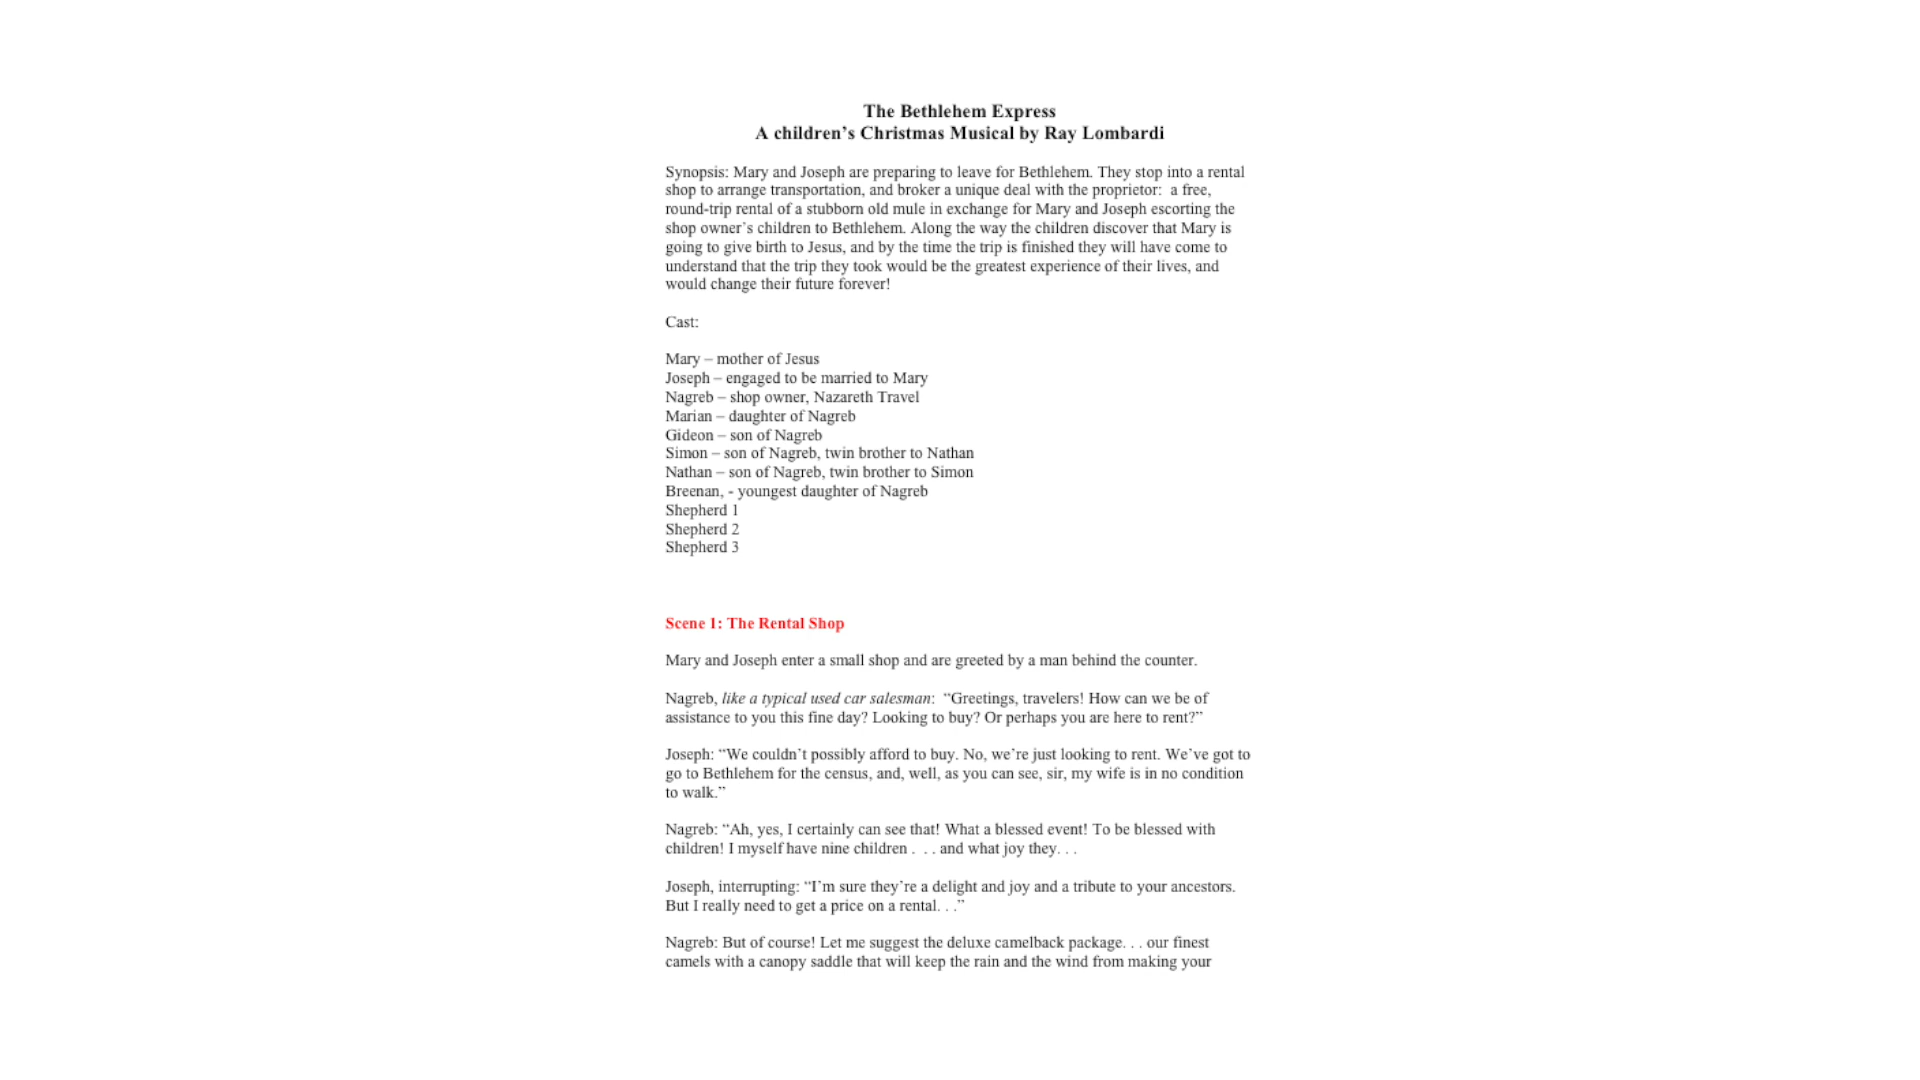 The Bethlehem Express
A children’s Christmas Musical by Ray Lombardi
Synopsis: Mary and Joseph are preparing to leave for Bethlehem. They stop into a rental
shop to arrange transportation, and broker a unique deal with the proprietor:  a free,
round-trip rental of a stubborn old mule in exchange for Mary and Joseph escorting the
shop owner’s children to Bethlehem. Along the way the children discover that Mary is
going to give birth to Jesus, and by the time the trip is finished they will have come to
understand that the trip they took would be the greatest experience of their lives, and
would change their future forever!
Cast:
Mary – mother of Jesus
Joseph – engaged to be married to Mary
Nagreb – shop owner, Nazareth Travel
Marian – daughter of Nagreb
Gideon – son of Nagreb
Simon – son of Nagreb, twin brother to Nathan
Nathan – son of Nagreb, twin brother to Simon
Breenan, - youngest daughter of Nagreb
Shepherd 1
Shepherd 2
Shepherd 3
Scene 1: The Rental Shop
Mary and Joseph enter a small shop and are greeted by a man behind the counter.
Nagreb, like a typical used car salesman:  “Greetings, travelers! How can we be of
assistance to you this fine day? Looking to buy? Or perhaps you are here to rent?”
Joseph: “We couldn’t possibly afford to buy. No, we’re just looking to rent. We’ve got to
go to Bethlehem for the census, and, well, as you can see, sir, my wife is in no condition
to walk.”
Nagreb: “Ah, yes, I certainly can see that! What a blessed event! To be blessed with
children! I myself have nine children .  . . and what joy they. . .
Joseph, interrupting: “I’m sure they’re a delight and joy and a tribute to your ancestors.
But I really need to get a price on a rental. . .”
Nagreb: But of course! Let me suggest the deluxe camelback package. . . our finest
camels with a canopy saddle that will keep the rain and the wind from making your